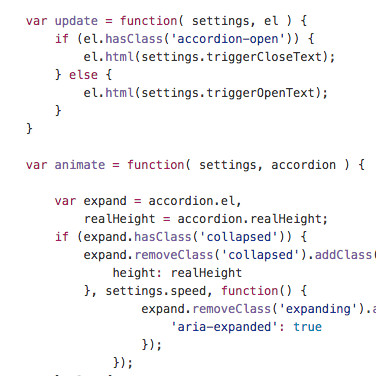 var update = function( settings, el ) {
    if (el.hasClass('accordion-open')) {
        el.html(settings.triggerCloseText);
    } else {
        el.html(settings.triggerOpenText);
    }
}

var animate = function( settings, accordion ) {

    var expand = accordion.el,
        realHeight = accordion.realHeight;
    if (expand.hasClass('collapsed')) {
        expand.removeClass('collapsed').addClass(
            height: realHeight
        }, settings.speed, function() {
                expand.removeClass('expanding').a
                    'aria-expanded': true
                });
            });